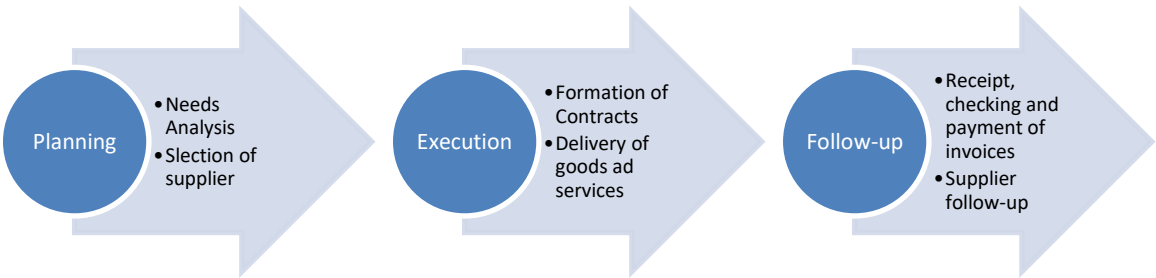 Planning
•Needs
Analysis
•Slection of
supplier
Execution
•Formation of
Contracts
•Delivery of
goods ad
services
Follow-up
•Receipt,
checking and
payment of
invoices
•Supplier
follow-up